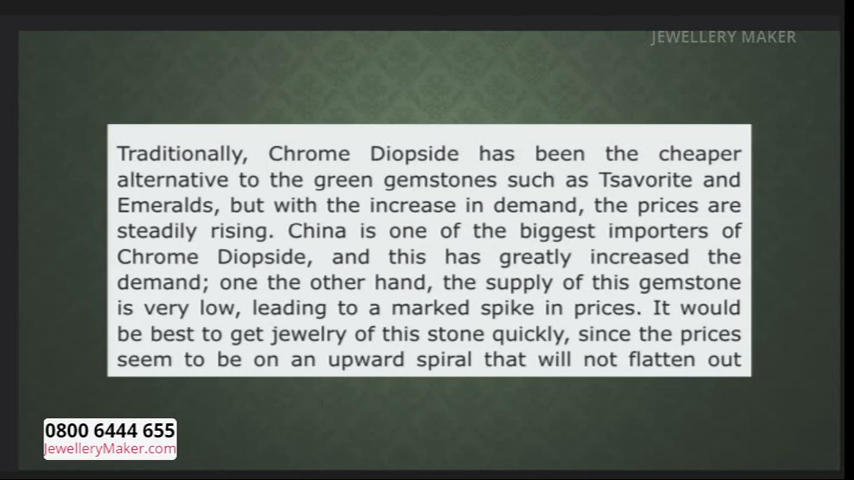 JEWELLERY MAKER
Traditionally, Chrome Diopside has been the cheaper
alternative to the green gemstones such as Tsavorite and
Emeralds, but with the increase in demand, the prices are
steadily rising. China is one of the biggest importers of
Chrome Diopside, and this has greatly increased the
demand; one the other hand, the supply of this gemstone
is very low, leading to a marked spike in prices. It would
be best to get jewelry of this stone quickly, since the prices
seem to be on an upward spiral that will not flatten out
0800 6444 655
JewelleryMaker.com